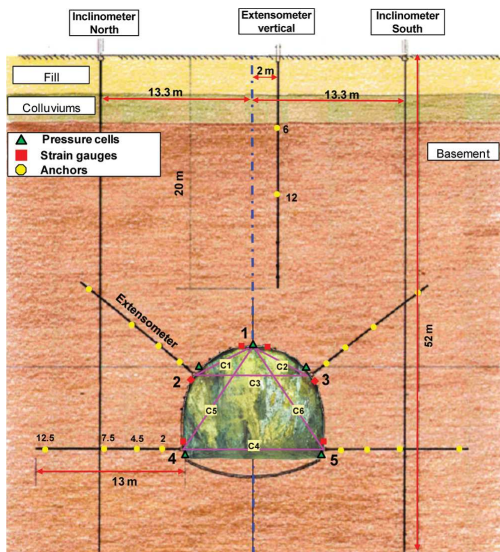 Inclinometer
North
Extensometer
vertical
Inclinometer
South
2 m
Fill
13.3 m
13.3 m
Colluviums
Pressure cells
Strain gauges
Anchors
6
Basement
20 m
12
Extensometer
52 m
1
C1
C2
2
C3
3
C5
C6
12.5
7.5
4.5
2
C4
4
5
13 m